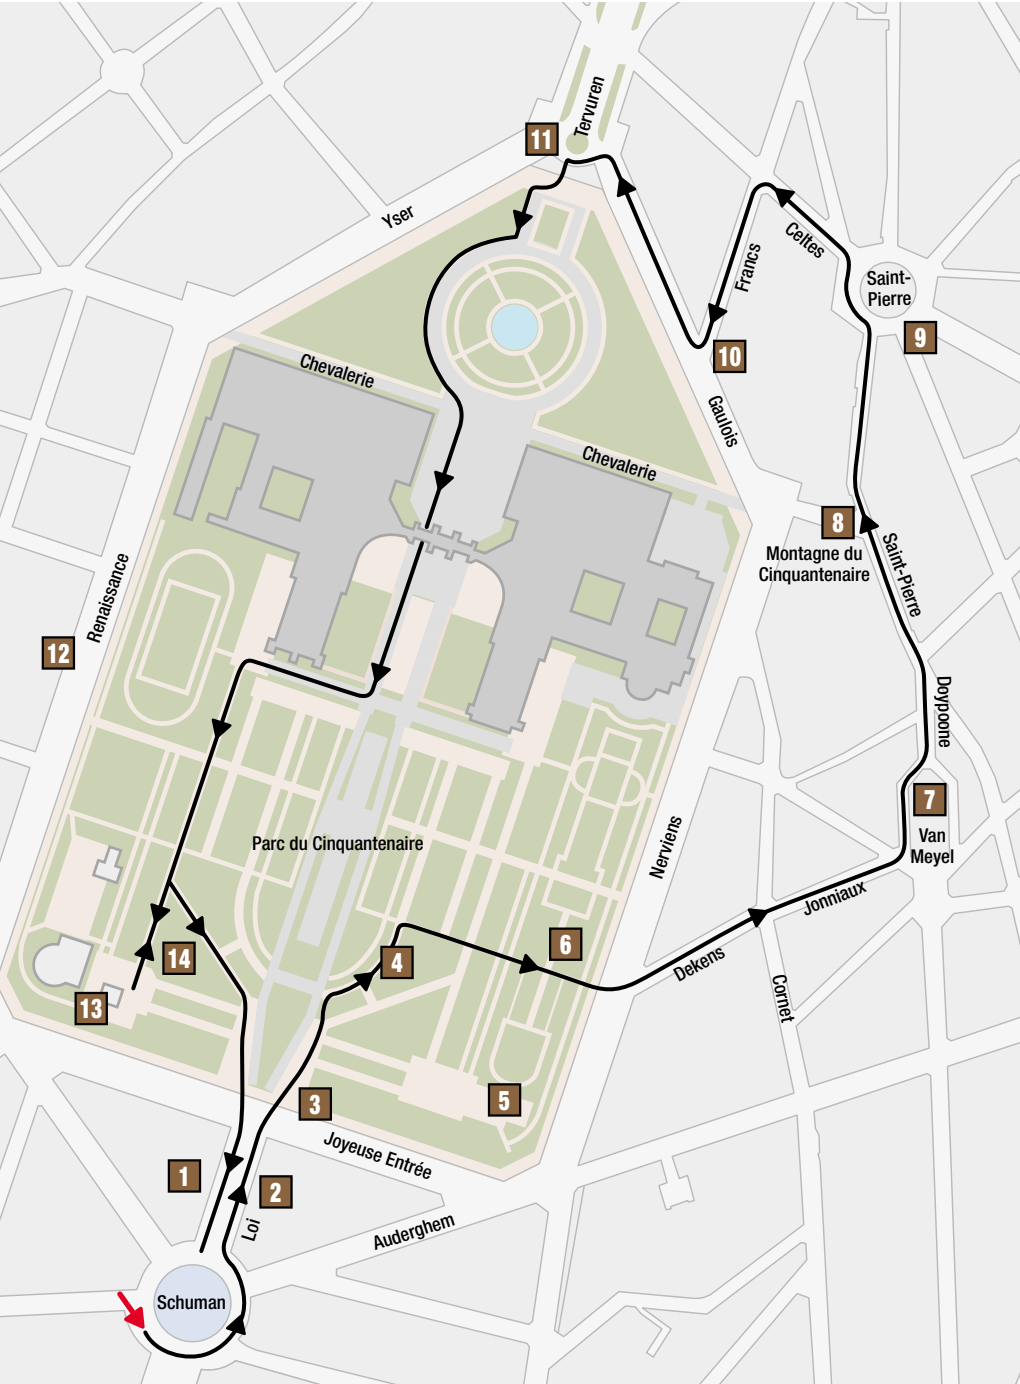 Tervuren
11
Yser
Celtes
Francs
Saint-
Pierre
9
10
Chevalerie
Gaulois
Chevalerie
8
Montagne du
Cinquantenaire
Saint-Pierre
Renaissance
12
Doypoone
7
Van
Meyel
Parc du Cinquantenaire
Nerviens
Jonniaux
14
4
6
Dekens
Cornet
13
3
5
Joyeuse Entrée
1
2
Loi
Auderghem
Schuman